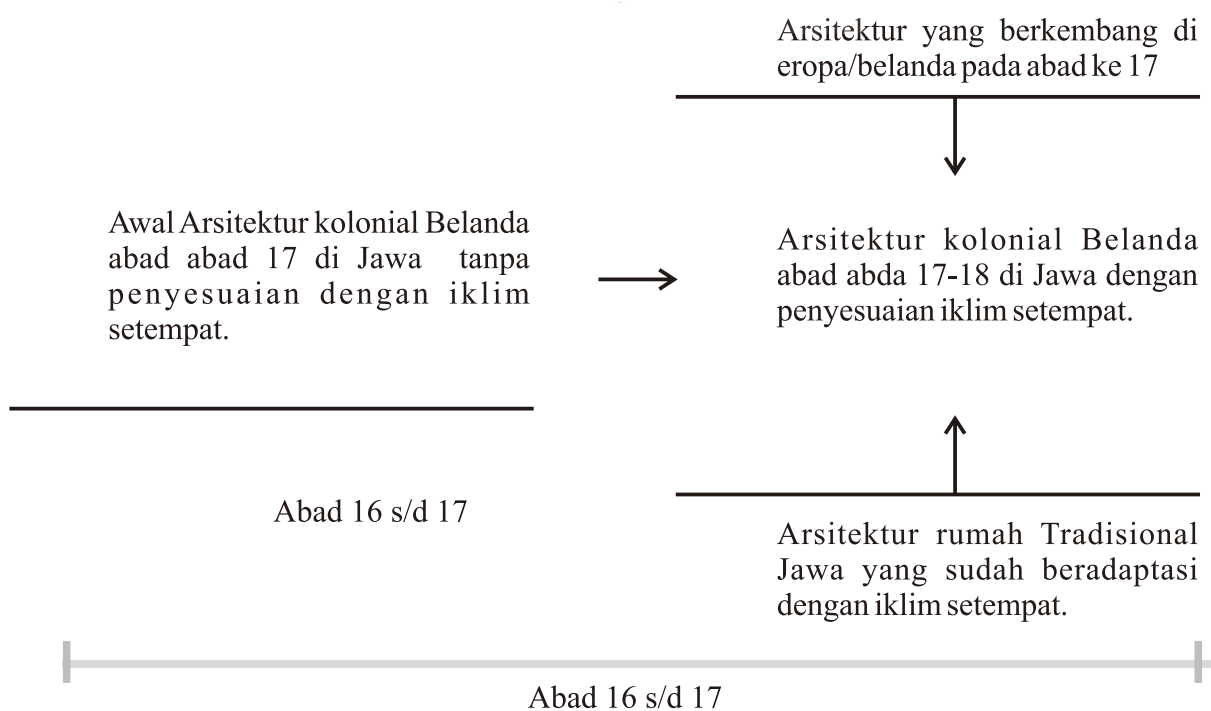 Arsitektur yang berkembang di
eropa/belanda pada abad ke 17
Awal Arsitektur kolonial Belanda
abad abad 17 di Jawa tanpa
penyesuaian dengan iklim
setempat.
Arsitektur kolonial Belanda
abad abda 17-18 di Jawa dengan
penyesuaian iklim setempat.
Abad 16 s/d 17
Arsitektur rumah Tradisional
Jawa yang sudah beradaptasi
dengan iklim setempat.
Abad 16 s/d 17